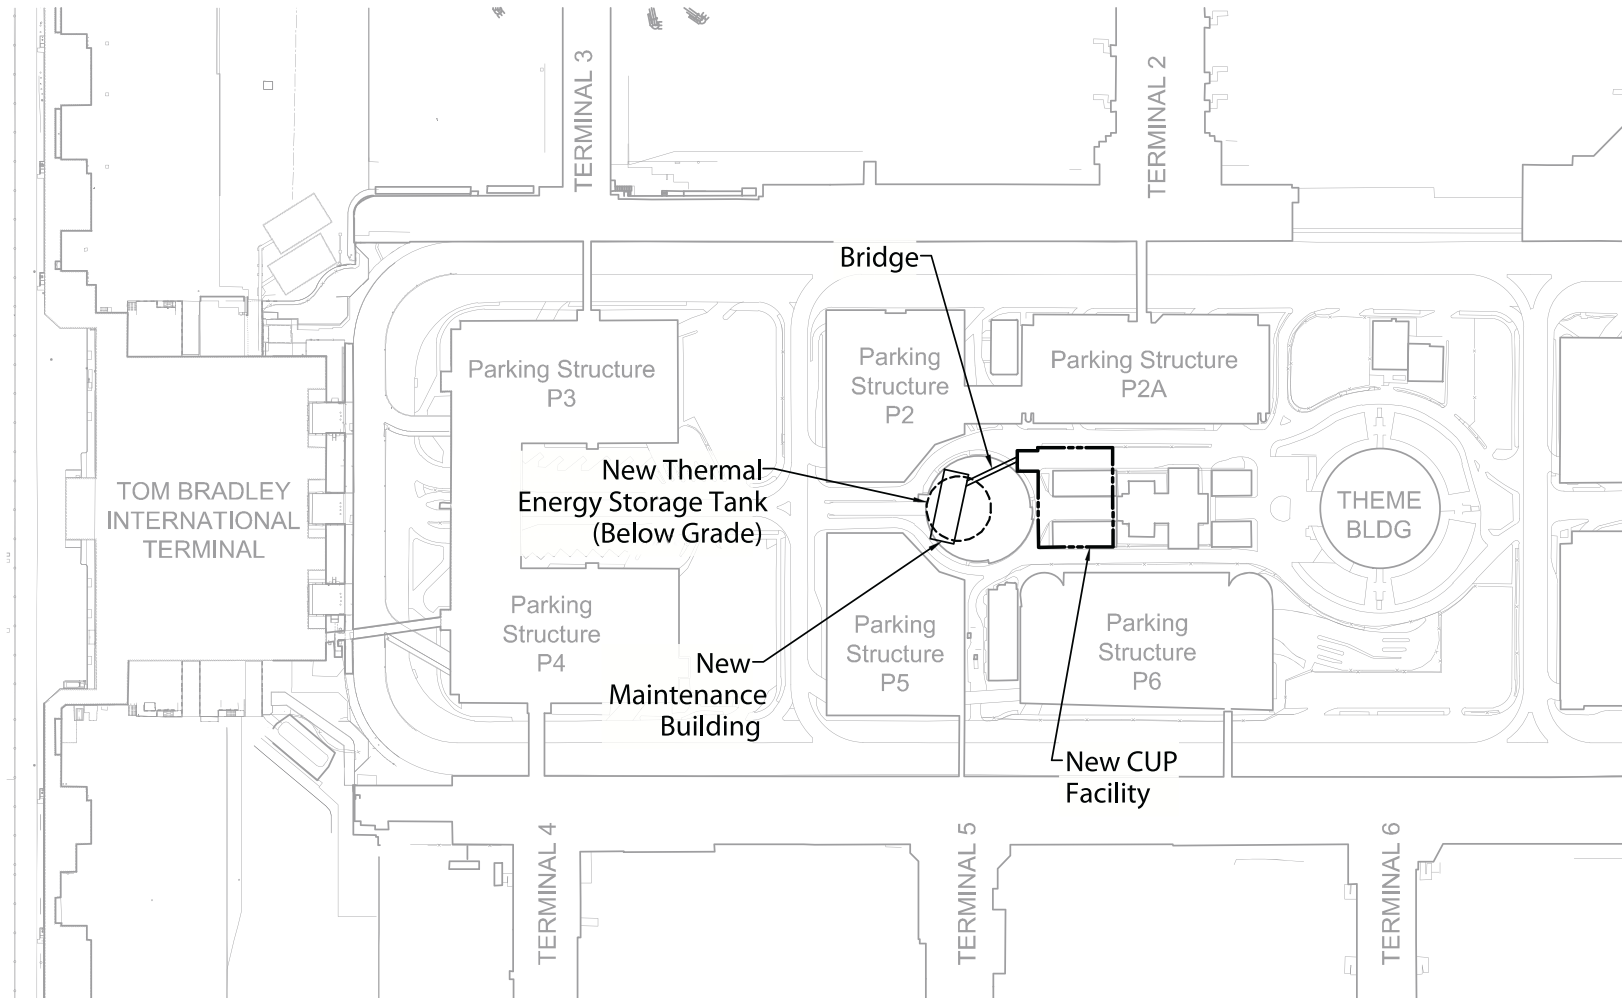 TERMINAL 3
TERMINAL 2
Bridge
Parking Structure
P3
Parking
Structure
P2
Parking Structure
P2A
New Thermal
Energy Storage Tank
(Below Grade)
TOM BRADLEY
INTERNATIONAL
TERMINAL
THEME
BLDG
Parking
Structure
P4
Parking
Structure
P5
Parking
Structure
P6
New
Maintenance
Building
New CUP
Facility
TERMINAL 4
TERMINAL 5
TERMINAL 6